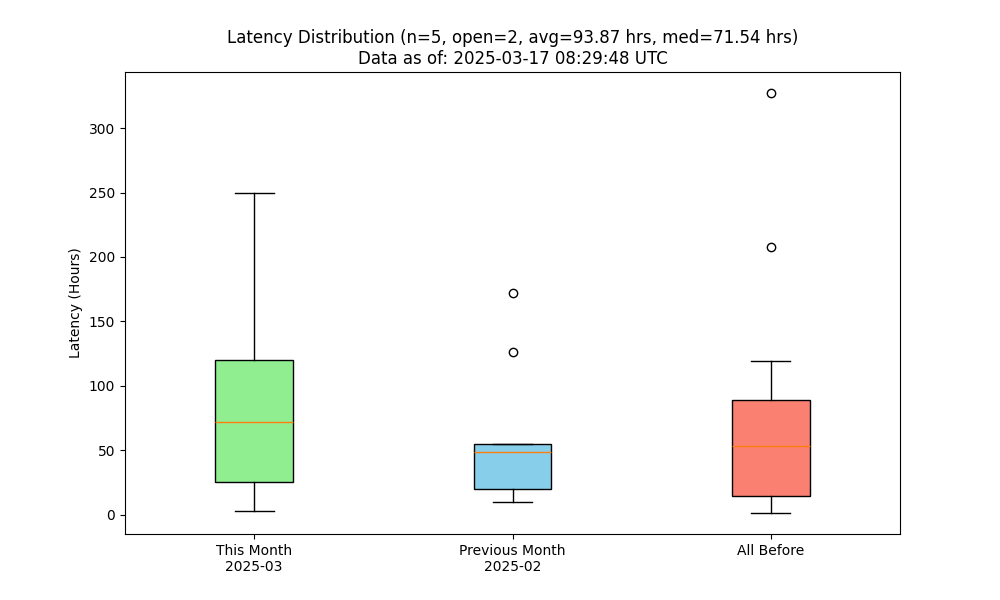 Latency Distribution (n=5, open=2, avg=93.87 hrs, med=71.54 hrs)
Data as of: 2025-03-17 08:29:48 UTC
Latency (Hours)
300
250
200
150
100
50
0
This Month
2025-03
Previous Month
2025-02
All Before